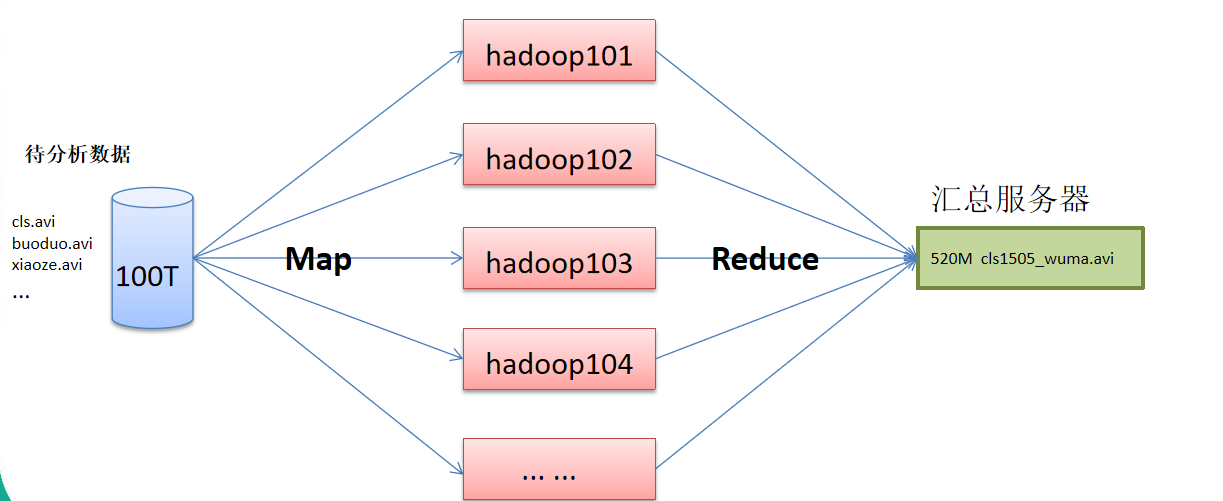 待分析数据
cls.avi
buoduo.avi
xiaoze.avi
...
100T
Map
hadoop101
hadoop102
hadoop103
hadoop104
... ...
Reduce
汇总服务器
520M cls1505_wuma.avi